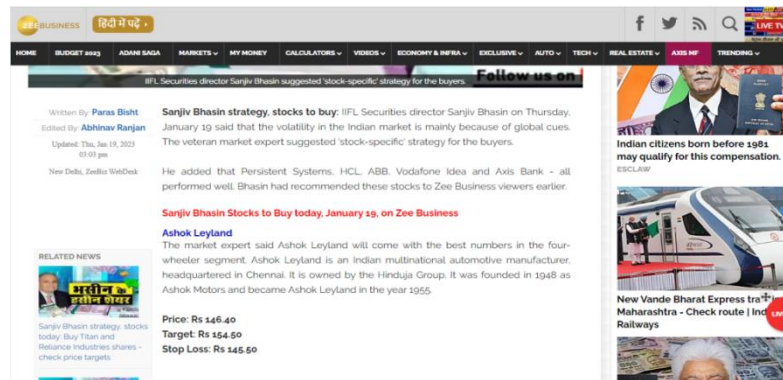 ZEE BUSINESS
हिंदी में पढ़ें
LIVE TV
HOME BUDGET 2023 ADANI SAGA MARKETS MY MONEY CALCULATORS VIDEOS ECONOMY & INFRA EXCLUSIVE AUTO TECH REAL ESTATE AXIS MF TRENDING
Follow us on
IIFL Securities director Sanjiv Bhasin suggested 'stock-specific' strategy for the buyers.
Written By: Paras Bisht
Edited By: Abhinav Ranjan
Updated: Thu, Jan 19, 2023
03:03 pm
New Delhi, ZeeBiz WebDesk
Sanjiv Bhasin strategy, stocks to buy: IIFL Securities director Sanjiv Bhasin on Thursday,
January 19 said that the volatility in the Indian market is mainly because of global cues.
The veteran market expert suggested 'stock-specific' strategy for the buyers.
He added that Persistent Systems, HCL, ABB, Vodafone Idea and Axis Bank - all
performed well. Bhasin had recommended these stocks to Zee Business viewers earlier.
Sanjiv Bhasin Stocks to Buy today, January 19, on Zee Business
Ashok Leyland
The market expert said Ashok Leyland will come with the best numbers in the four-
wheeler segment. Ashok Leyland is an Indian multinational automotive manufacturer,
headquartered in Chennai. It is owned by the Hinduja Group. It was founded in 1948 as
Ashok Motors and became Ashok Leyland in the year 1955.
Price: Rs 146.40
Target: Rs 154.50
Stop Loss: Rs 145.50
RELATED NEWS
भसीन के
हसीन शेयर
Sanjiv Bhasin strategy, stocks
today: Buy Titan and
Reliance Industries shares -
check price targets
Indian citizens born before 1981
may qualify for this compensation.
ESCLAW
New Vande Bharat Express tra
Maharashtra - Check route | Ind
Railways
LIV